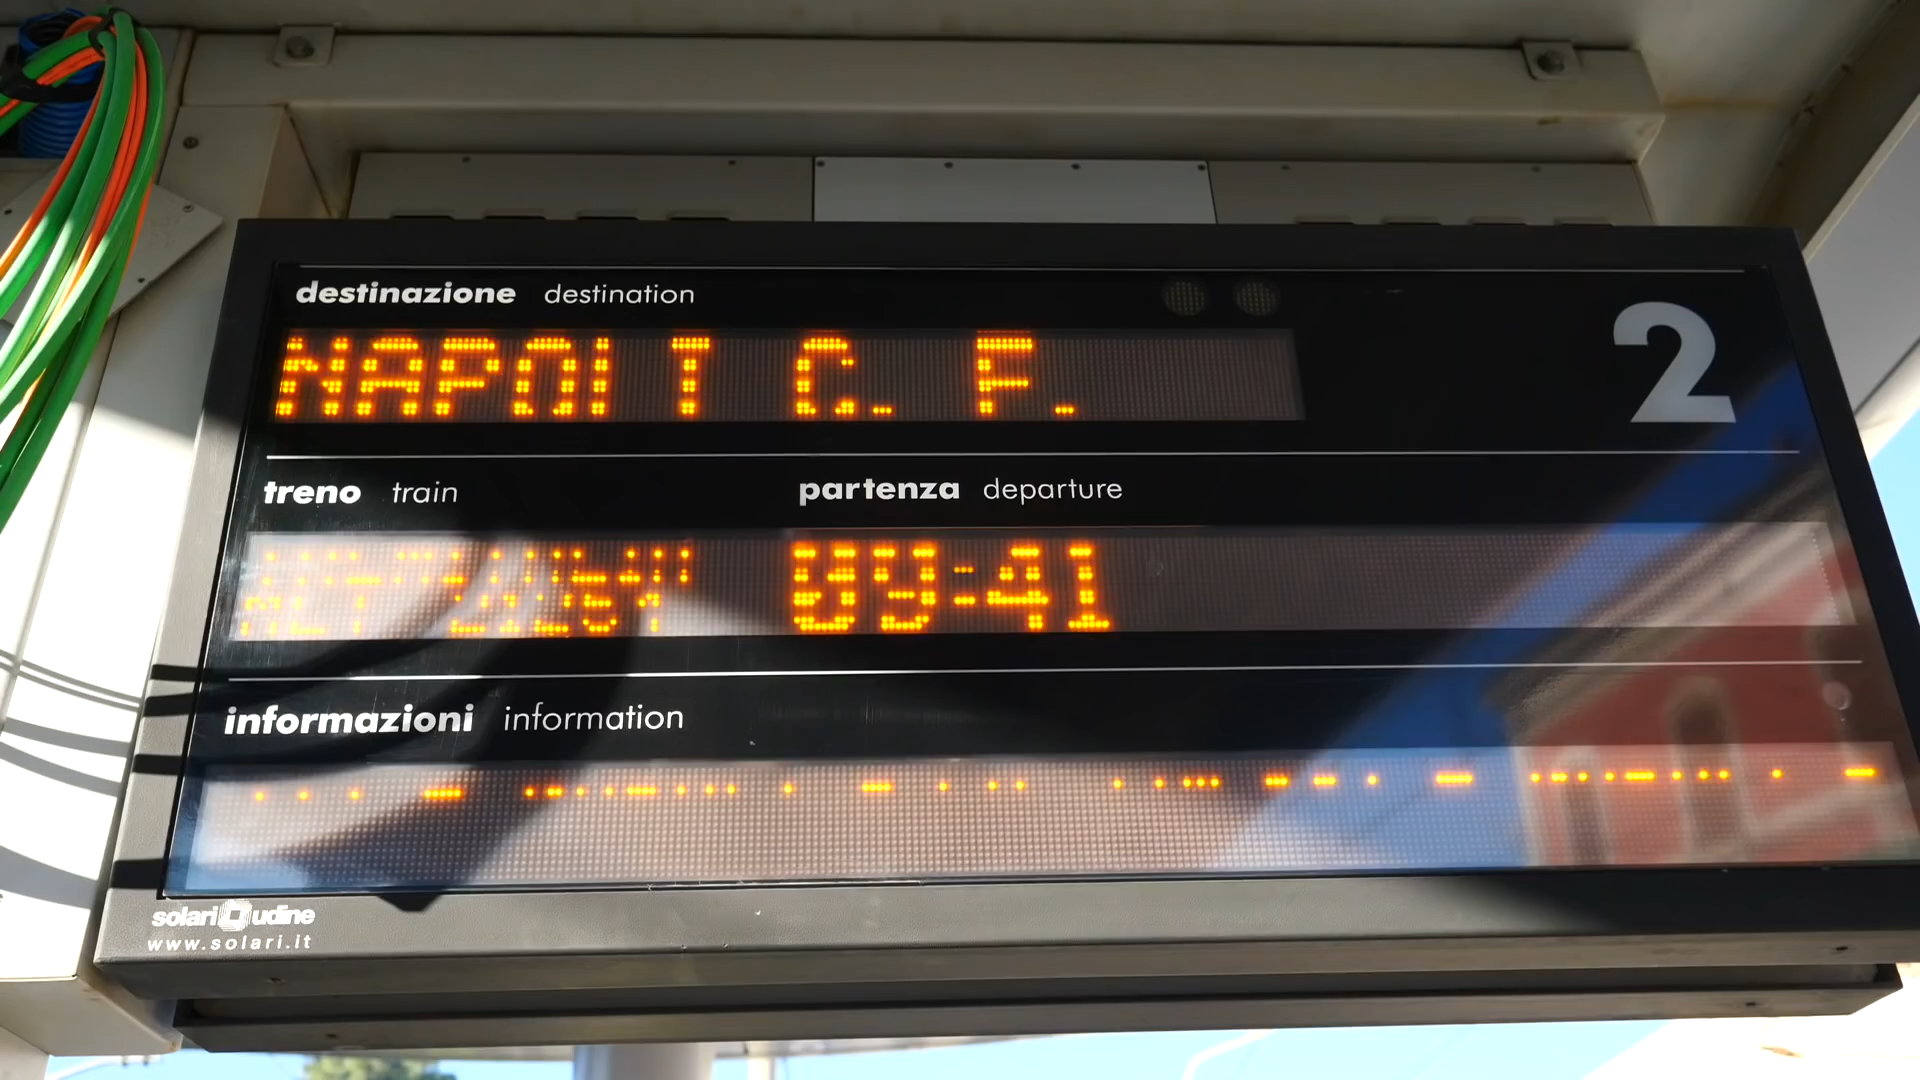 destinazione destination
2
NAPOLI C. F.
treno train partenza departure
09:41
informazioni information
solari udine
www.solari.it